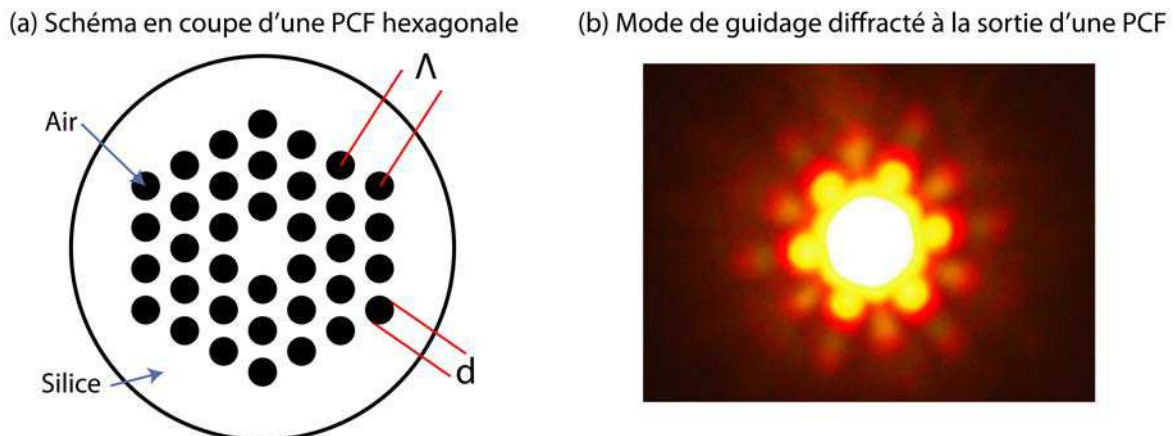 (a) Schéma en coupe d'une PCF hexagonale
(b) Mode de guidage diffracté à la sortie d'une PCF
Λ
Air
Silice
d